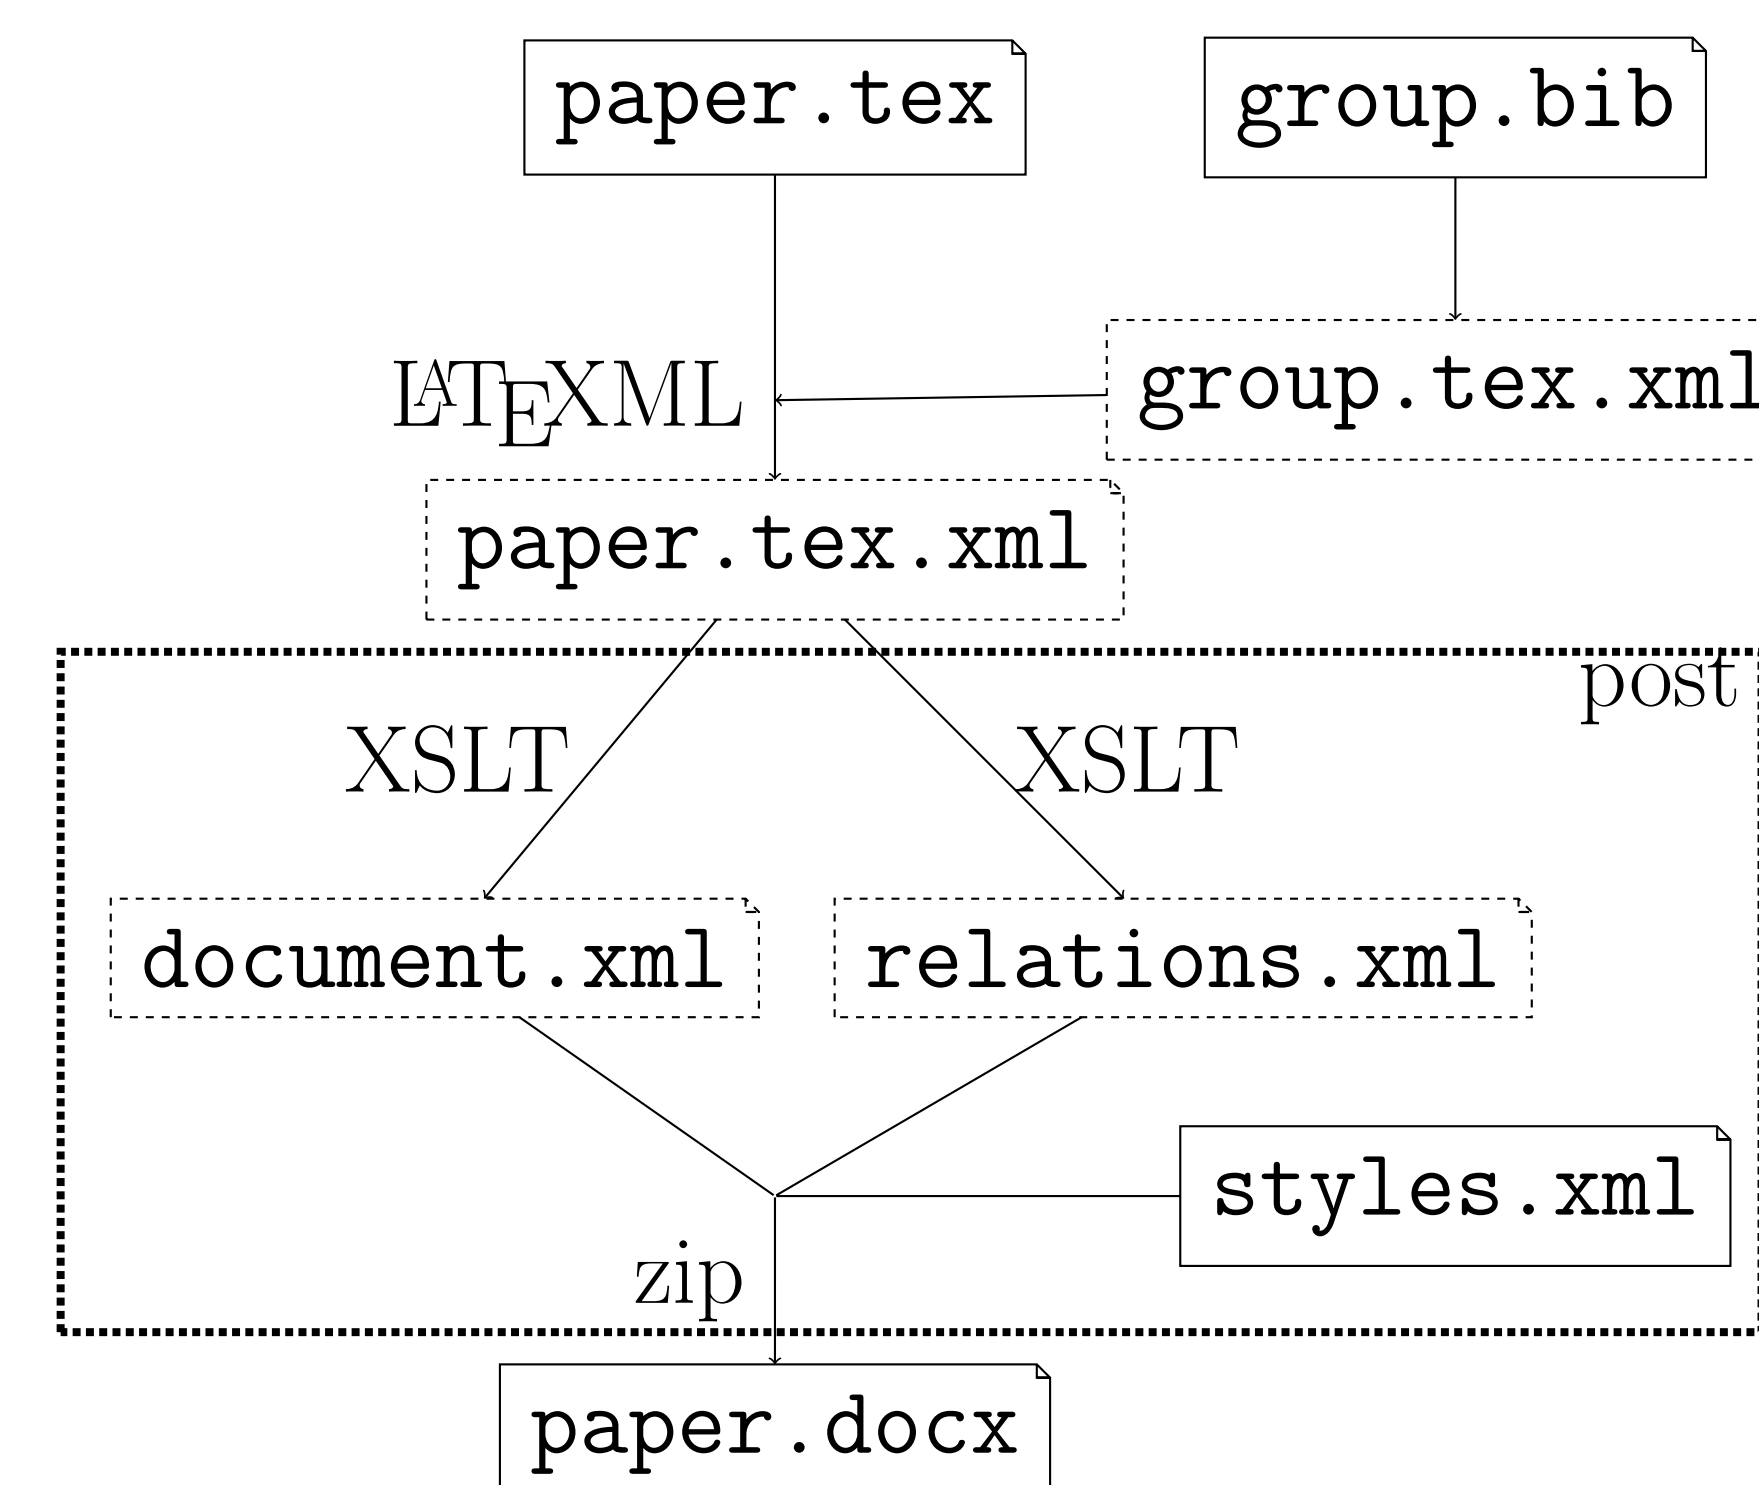 paper.tex
group.bib
LATEXML
group.tex.xml
paper.tex.xml
post
XSLT
XSLT
document.xml
relations.xml
styles.xml
zip
paper.docx